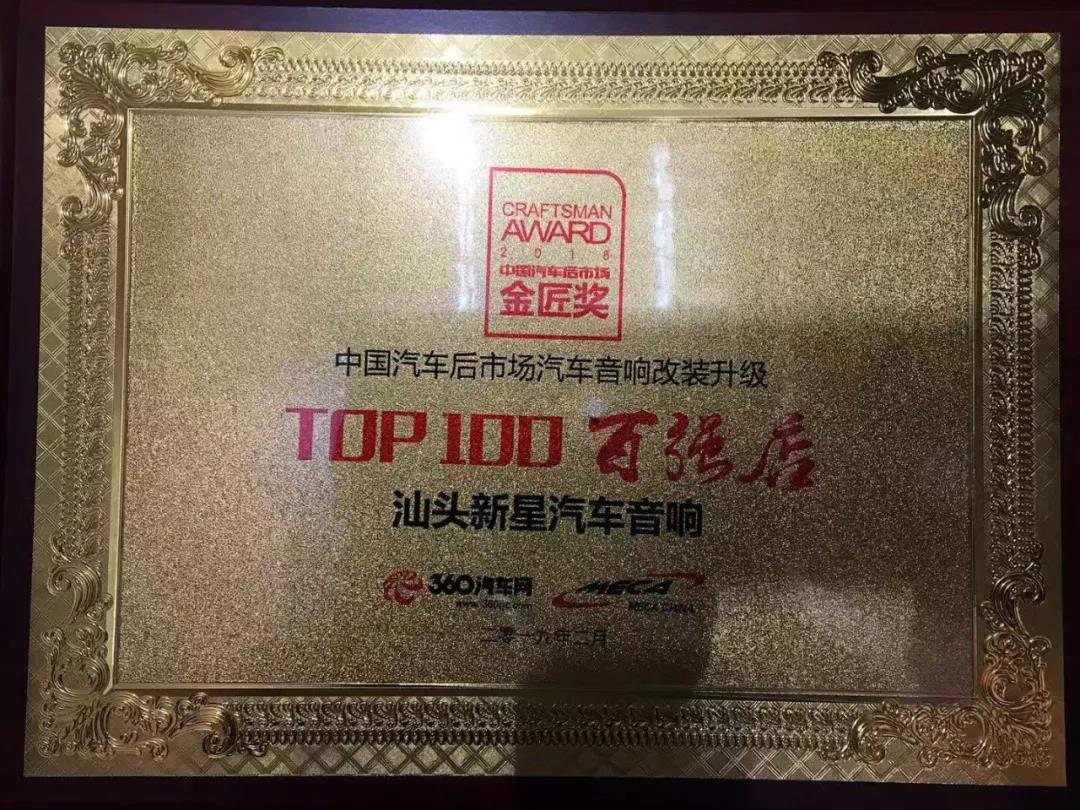 CRAFTSMAN
AWARD
2018
中国汽车后市场
金匠奖
中国汽车后市场汽车音响改装升级
TOP 100 百强店
汕头新星汽车音响
360汽车网 MECA
MECA CHINA
二零一九年二月